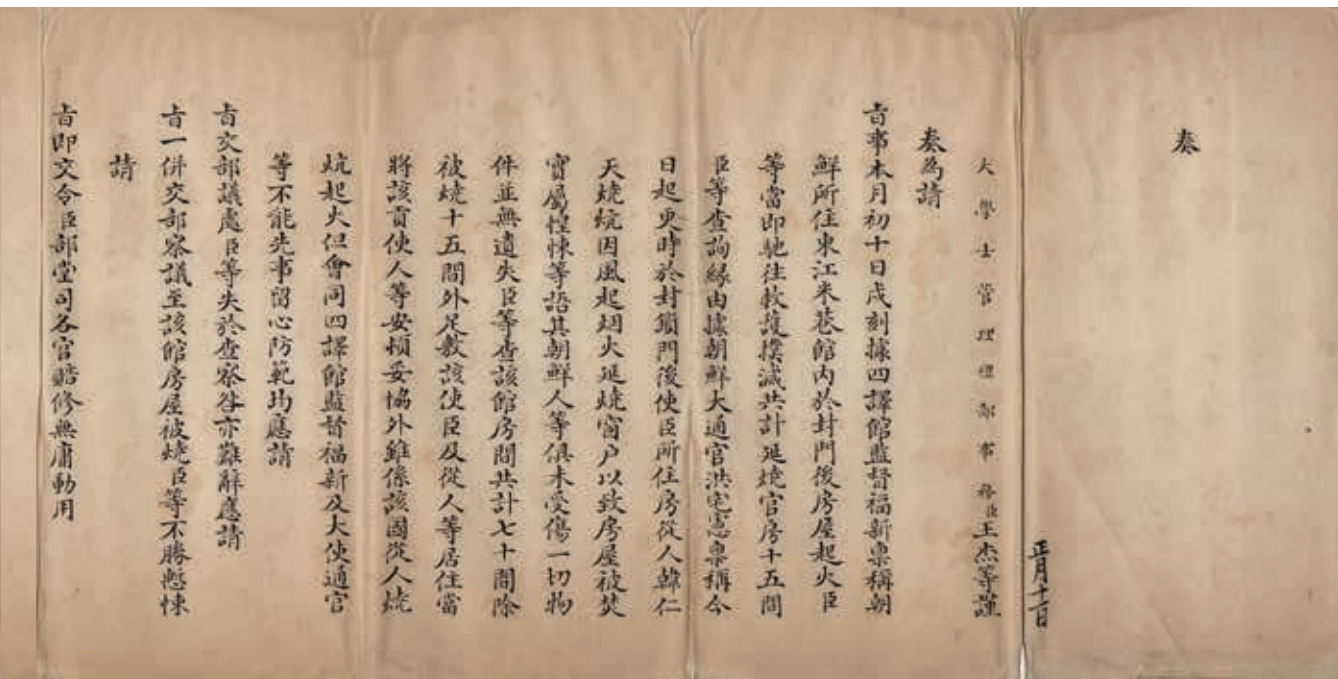 奏
正月十一日
大學士管理禮部事務臣王杰等謹
奏為請
旨事本月初十日戌刻據四譯館監督福新稟稱朝
鮮所住東江米巷館內於封門後房屋起火臣
等當即馳往救護撲滅共計延燒官房十五間
臣等查詢緣由據朝鮮大通官洪宅憲稟稱今
日起更時於封鎖門後使臣所住房從人韓仁
天燒炕因風起烟火延燒窗戶以致房屋被焚
實屬惶悚等語其朝鮮人等俱未受傷一切物
件並無遺失臣等查該館房間共計七十間除
被燒十五間外足敷該使臣及從人等居住當
將該貢使人等安頓妥協外雖係該國從人燒
炕起火但會同四譯館監督福新及大使通官
等不能先事留心防範均應請
旨交部議處臣等失於查察咎亦難辭應請
旨一併交部察議至該館房屋被燒臣等不勝慙悚
請
旨即交令臣部堂司各官賠修無庸動用